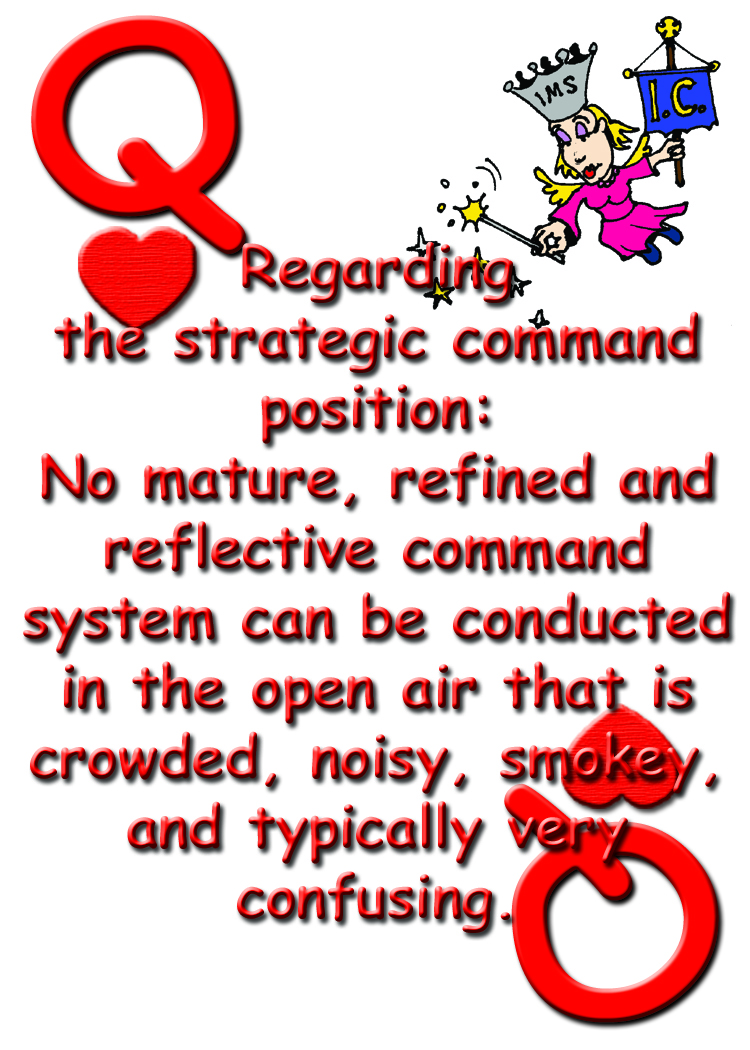 Q
IMS
I.C.
Regarding
the strategic command
position:
No mature, refined and
reflective command
system can be conducted
in the open air that is
crowded, noisy, smokey,
and typically very
confusing.
Q